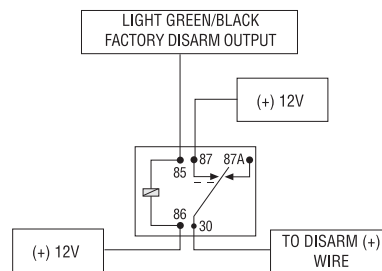 LIGHT GREEN/BLACK
FACTORY DISARM OUTPUT
(+) 12V
87 87A
85
86
30
(+) 12V
TO DISARM (+)
WIRE